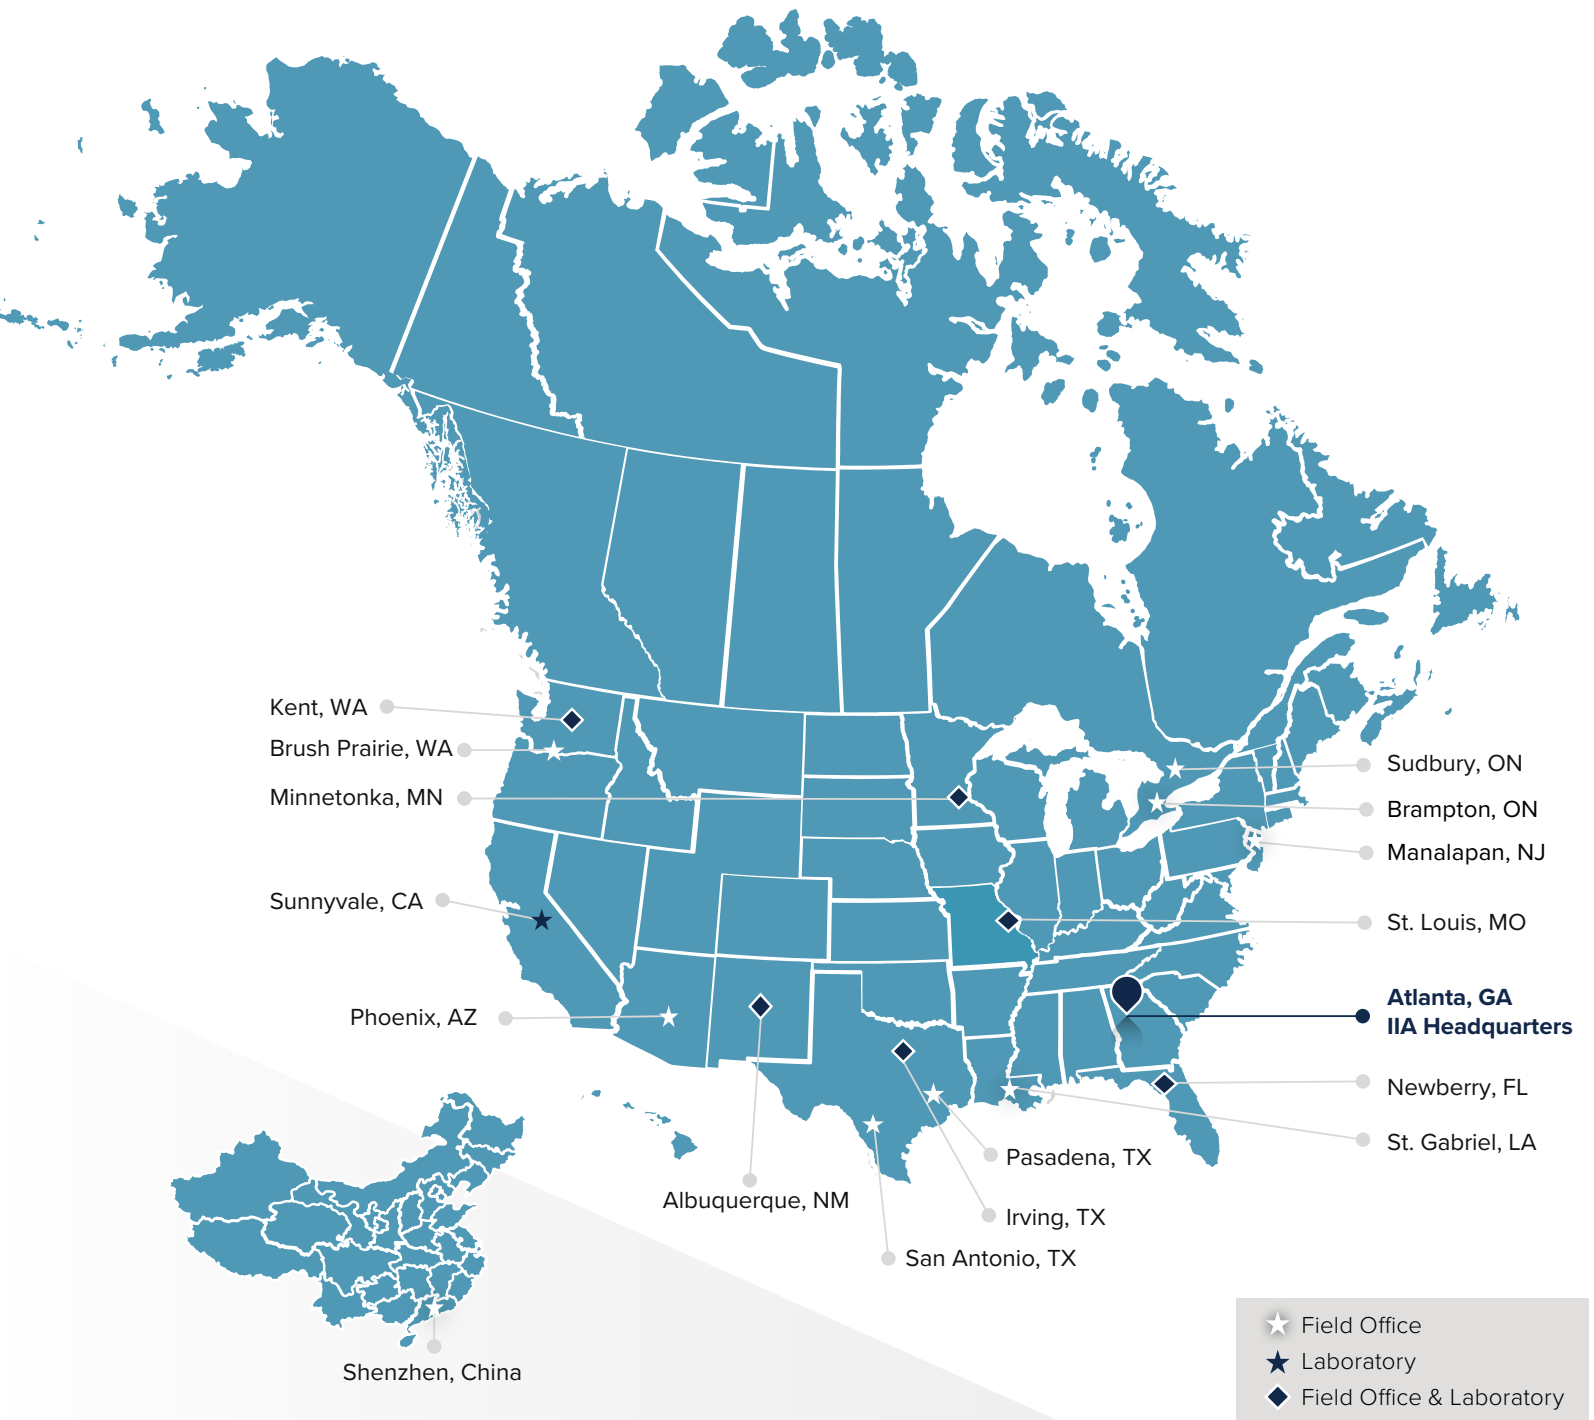 Kent, WA
Brush Prairie, WA
Minnetonka, MN
Sunnyvale, CA
Phoenix, AZ
Sudbury, ON
Brampton, ON
Manalapan, NJ
St. Louis, MO
Atlanta, GA
IIA Headquarters
Newberry, FL
St. Gabriel, LA
Pasadena, TX
Albuquerque, NM
Irving, TX
San Antonio, TX
Shenzhen, China
Field Office
Laboratory
Field Office & Laboratory